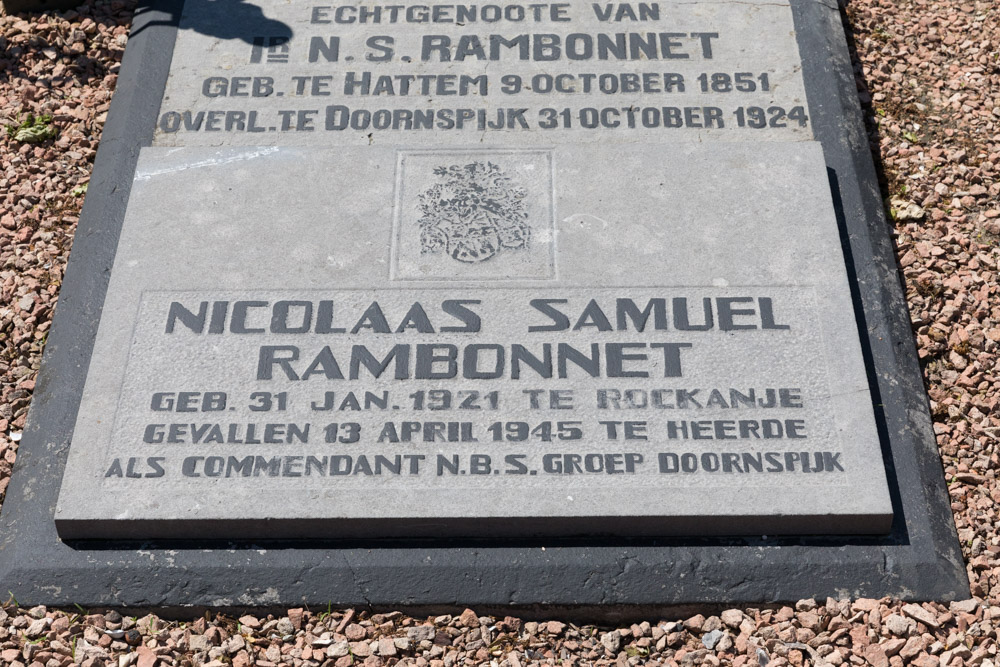 ECHTGENOOTE VAN
IR N. S. RAMBONNET
GEB. TE HATTEM 9 OCTOBER 1851
OVERL. TE DOORNSPIJK 31 OCTOBER 1924
NICOLAAS SAMUEL
RAMBONNET
GEB. 31 JAN. 1921 TE ROCKANJE
GEVALLEN 13 APRIL 1945 TE HEERDE
ALS COMMENDANT N.B.S. GROEP DOORNSPIJK